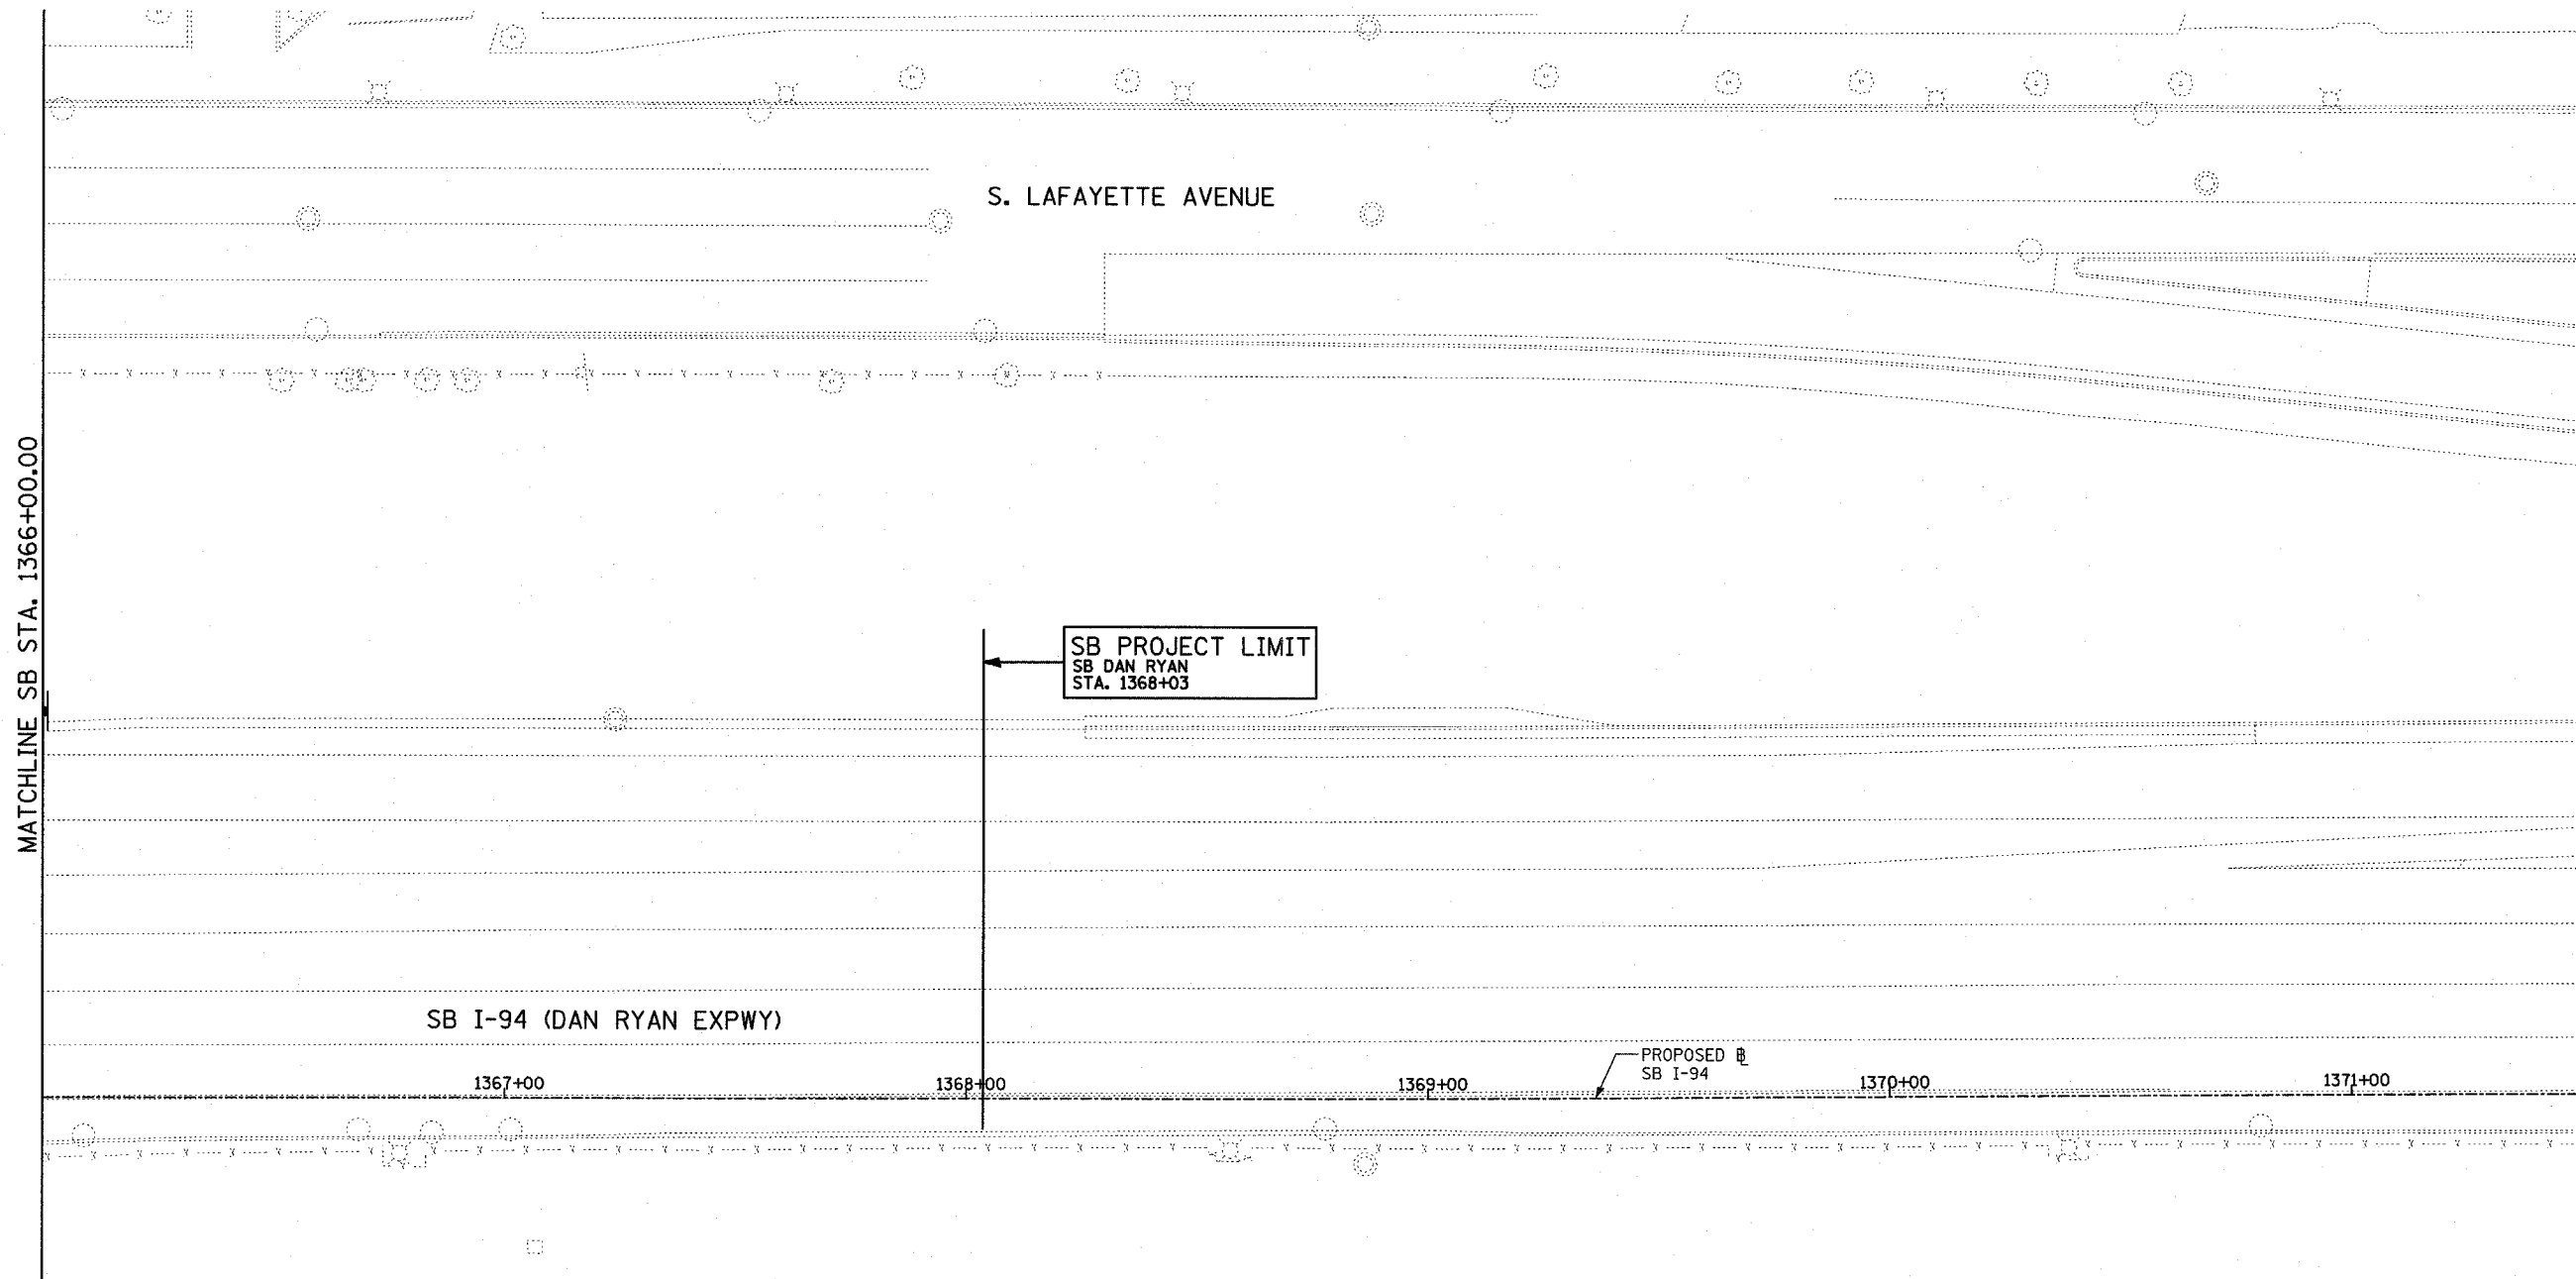 S. LAFAYETTE AVENUE
MATCHLINE SB STA. 1366+00.00
SB PROJECT LIMIT
SB DAN RYAN
STA. 1368+03
SB I-94 (DAN RYAN EXPWY)
PROPOSED ⅊
SB I-94
1367+00
1368+00
1369+00
1370+00
1371+00